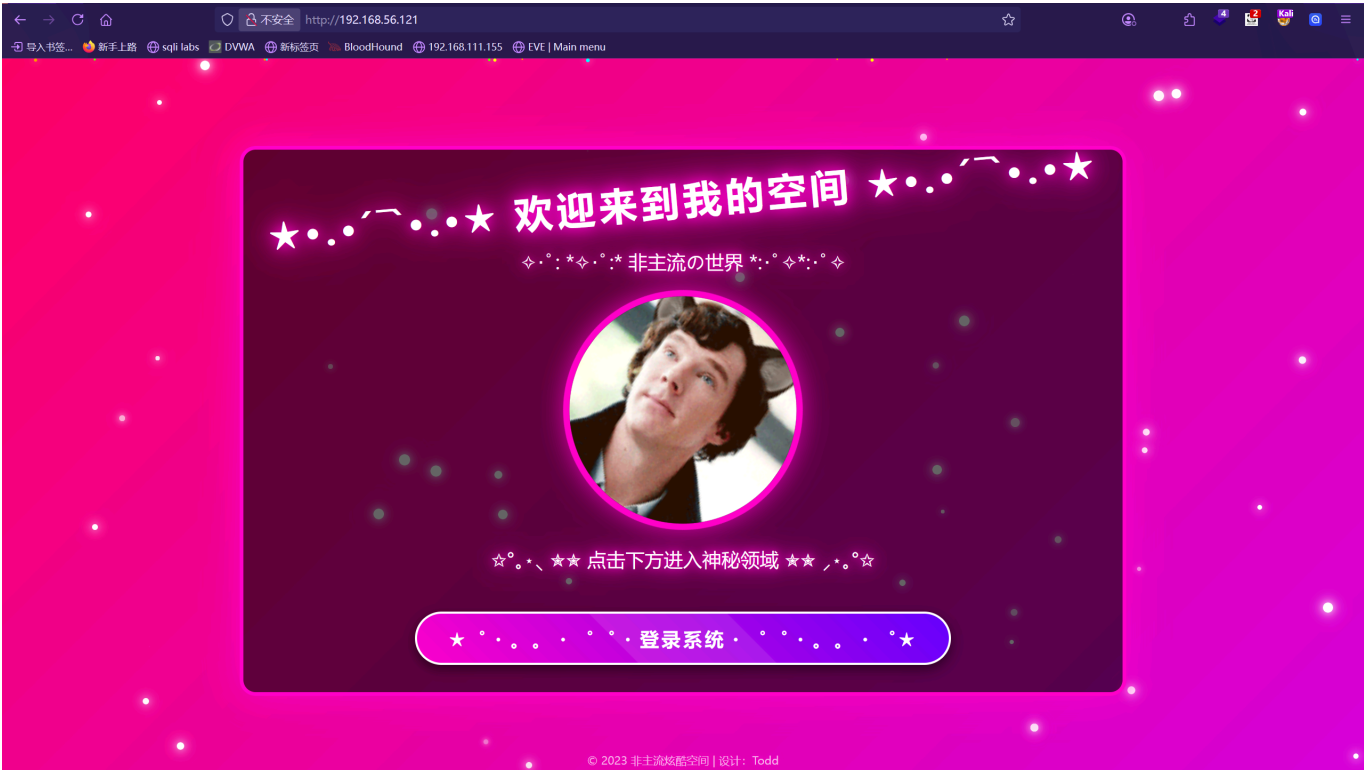 不安全 http://192.168.56.121
4 2 Kali
导入书签... 新手上路 sqli labs DVWA 新标签页 BloodHound 192.168.111.155 EVE | Main menu
★•.•´¯`•.•★ 欢迎来到我的空间 ★•.•´¯`•.•★
✧･ﾟ: *✧･ﾟ:* 非主流の世界 *:･ﾟ✧*:･ﾟ✧
☆°｡⋆⸜ ✮✮ 点击下方进入神秘领域 ✮✮ ⸝⋆｡°☆
★ ゜・。。・゜゜・登录系统・゜゜・。。・゜★
© 2023 非主流炫酷空间 | 设计：Todd